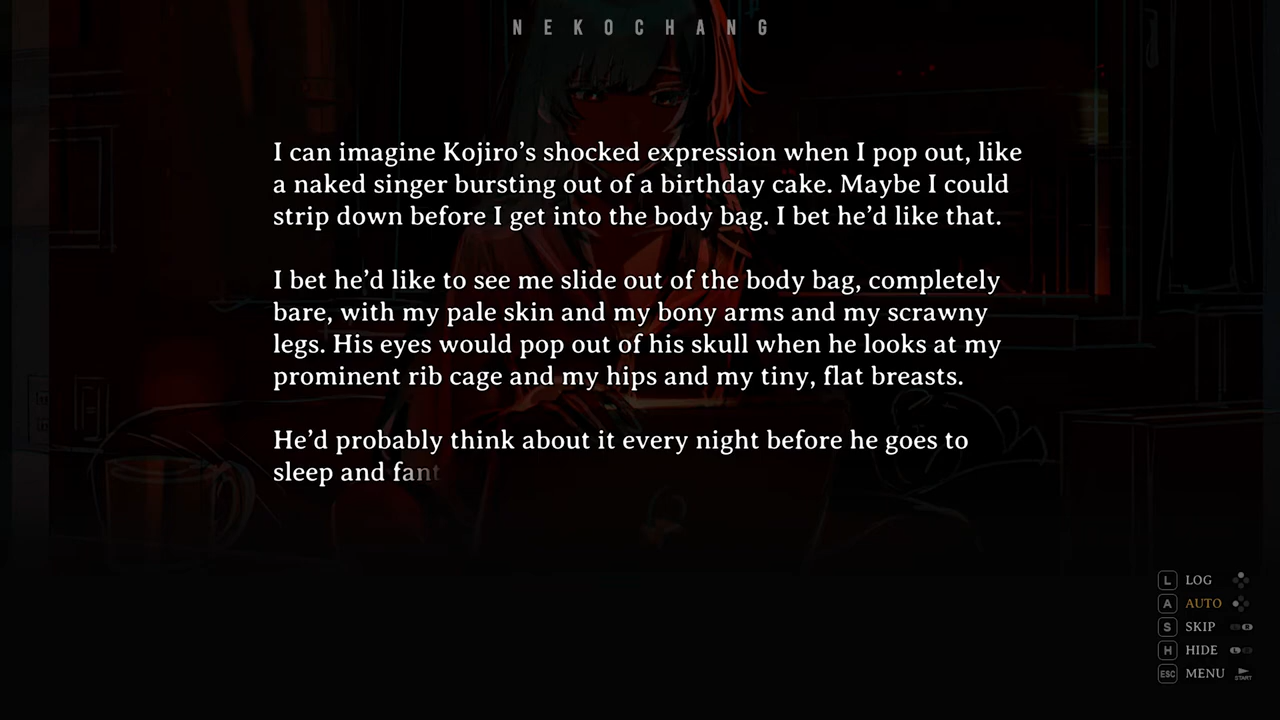 NEKOCHANG
I can imagine Kojiro’s shocked expression when I pop out, like
a naked singer bursting out of a birthday cake. Maybe I could
strip down before I get into the body bag. I bet he’d like that.
I bet he’d like to see me slide out of the body bag, completely
bare, with my pale skin and my bony arms and my scrawny
legs. His eyes would pop out of his skull when he looks at my
prominent rib cage and my hips and my tiny, flat breasts.
He’d probably think about it every night before he goes to
sleep and fant
L LOG
A AUTO
S SKIP
H HIDE
ESC MENU START